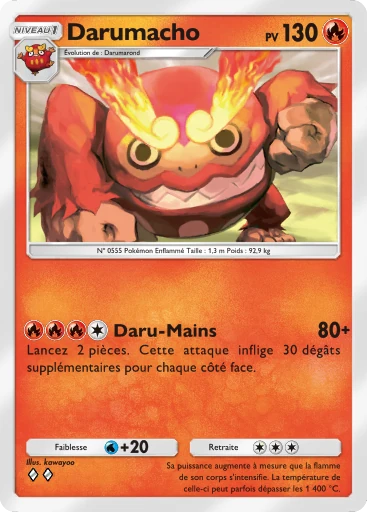 NIVEAU 1
Darumacho
PV 130
Évolution de : Darumarond
N° 0555 Pokémon Enflammé Taille : 1,3 m Poids : 92,9 kg
Daru-Mains 80+
Lancez 2 pièces. Cette attaque inflige 30 dégâts
supplémentaires pour chaque côté face.
Faiblesse +20
Retraite
Illus. kawayoo
Sa puissance augmente à mesure que la flamme
de son corps s'intensifie. La température de
celle-ci peut parfois dépasser les 1 400 °C.